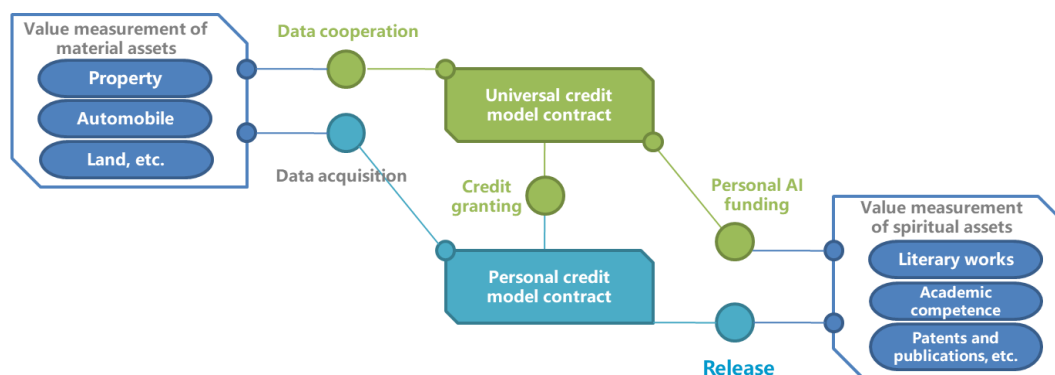 Value measurement of
material assets
Property
Automobile
Land, etc.
Data cooperation
Data acquisition
Universal credit
model contract
Credit
granting
Personal credit
model contract
Personal AI
funding
Release
Value measurement
of spiritual assets
Literary works
Academic
competence
Patents and
publications, etc.